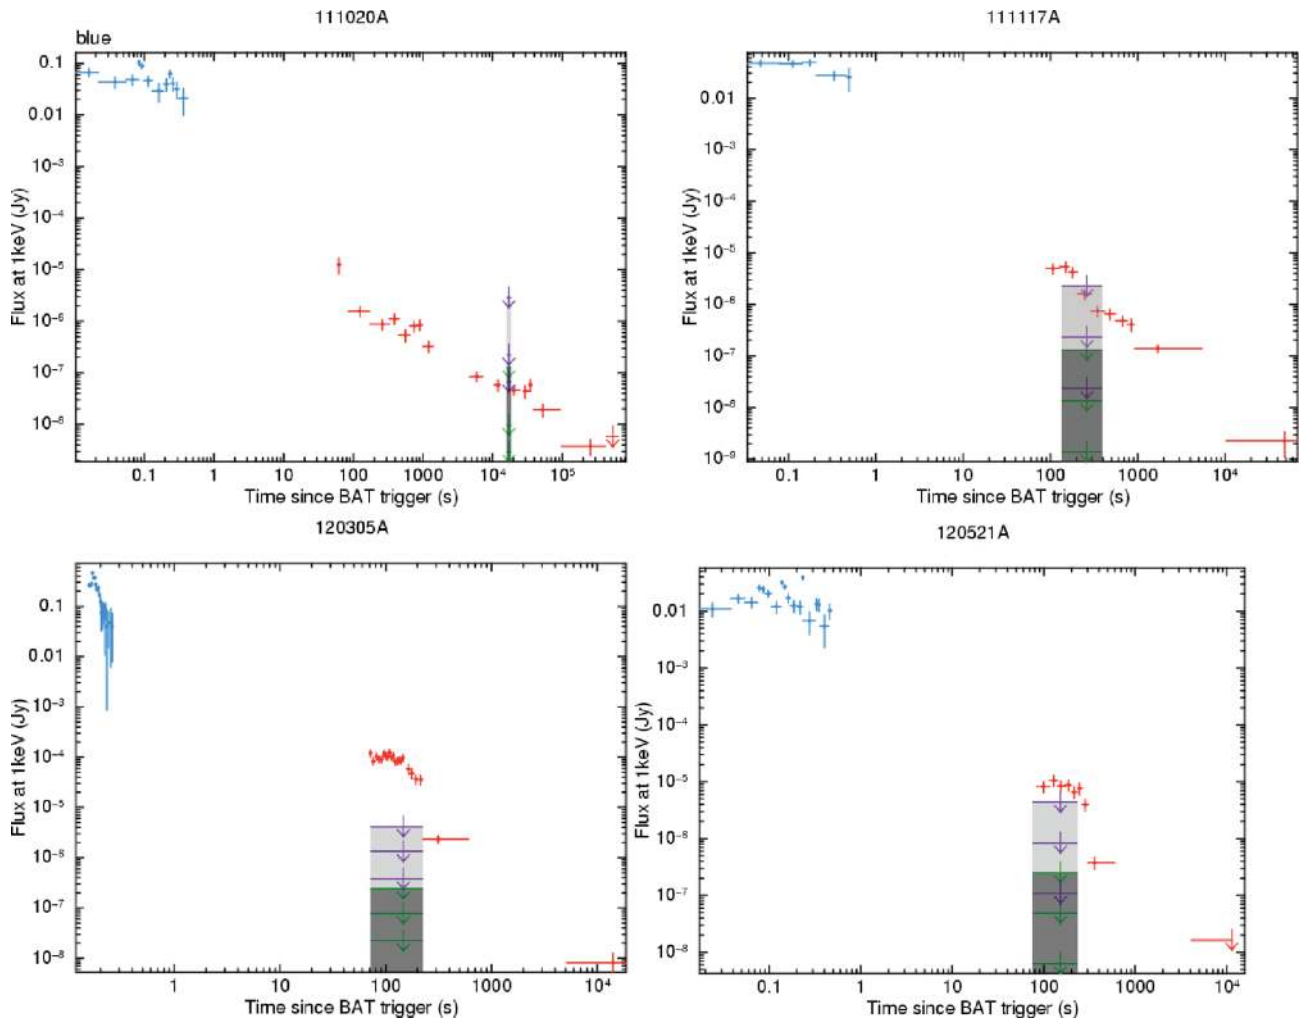 111020A
blue
Flux at 1keV (Jy)
0.1
0.01
10⁻³
10⁻⁴
10⁻⁵
10⁻⁶
10⁻⁷
10⁻⁸
0.1 1 10 100 1000 10⁴ 10⁵
Time since BAT trigger (s)
111117A
Flux at 1keV (Jy)
0.01
10⁻³
10⁻⁴
10⁻⁵
10⁻⁶
10⁻⁷
10⁻⁸
10⁻⁹
0.1 1 10 100 1000 10⁴
Time since BAT trigger (s)
120305A
Flux at 1keV (Jy)
0.1
0.01
10⁻³
10⁻⁴
10⁻⁵
10⁻⁶
10⁻⁷
10⁻⁸
1 10 100 1000 10⁴
Time since BAT trigger (s)
120521A
Flux at 1keV (Jy)
0.01
10⁻³
10⁻⁴
10⁻⁵
10⁻⁶
10⁻⁷
10⁻⁸
0.1 1 10 100 1000 10⁴
Time since BAT trigger (s)